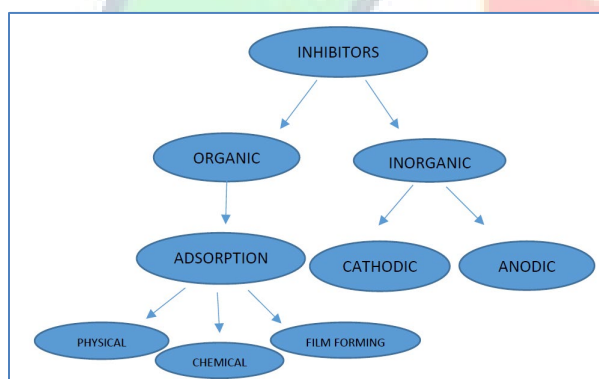 INHIBITORS
ORGANIC
INORGANIC
ADSORPTION
CATHODIC
ANODIC
PHYSICAL
CHEMICAL
FILM FORMING